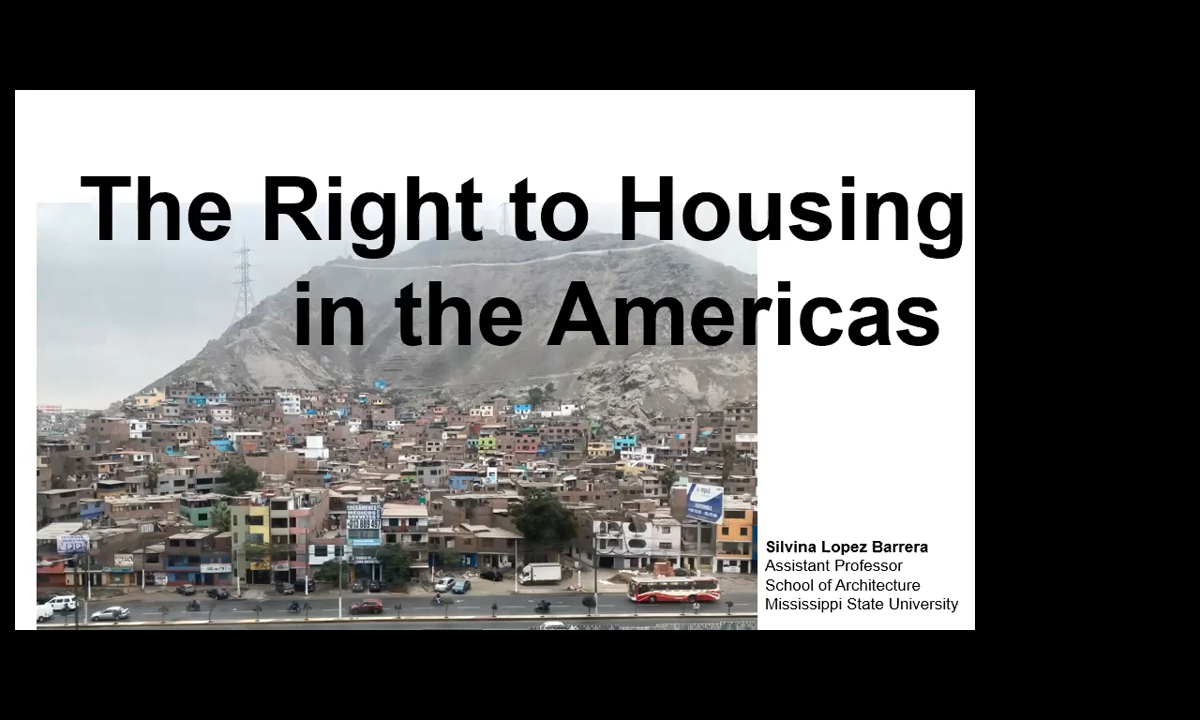 The Right to Housing
in the Americas
Silvina Lopez Barrera
Assistant Professor
School of Architecture
Mississippi State University